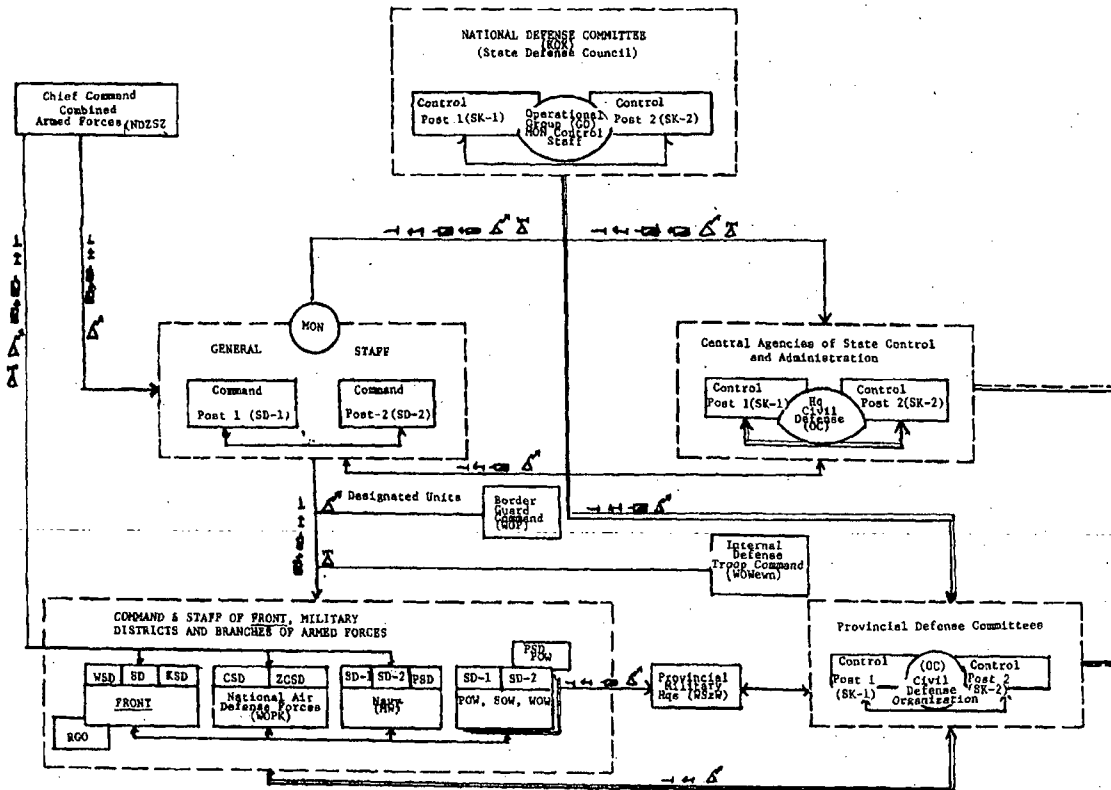 NATIONAL DEFENSE COMMITTEE
(KOK)
(State Defense Council)
Control
Post 1(SK-1)
Operational
Group (GO)
MON Control
Staff
Control
Post 2(SK-2)
Chief Command
Combined
Armed Forces (NDZSZ
MON
GENERAL STAFF
Command
Post 1 (SD-1)
Command
Post-2 (SD-2)
Central Agencies of State Control
and Administration
Control
Post 1(SK-1)
Hq
Civil
Defense
(OC)
Control
Post 2(SK-2)
Designated Units
Border
Guard
Command
(WOP)
Internal
Defense
Troop Command
(WOWewn)
COMMAND & STAFF OF FRONT, MILITARY
DISTRICTS AND BRANCHES OF ARMED FORCES
WSD SD KSD
FRONT
RGO
CSD ZCSD
National Air
Defense Forces
(WOPK)
SD-1 SD-2 PSD
Navy
(MW)
PSD
POW
SD-1 SD-2
POW, SOW, WOW
Provincial
Military
Hqs (WSzW)
Provincial Defense Committees
Control
Post 1
(SK-1)
(OC)
Civil
Defense
Organization
Control
Post 2
(SK-2)